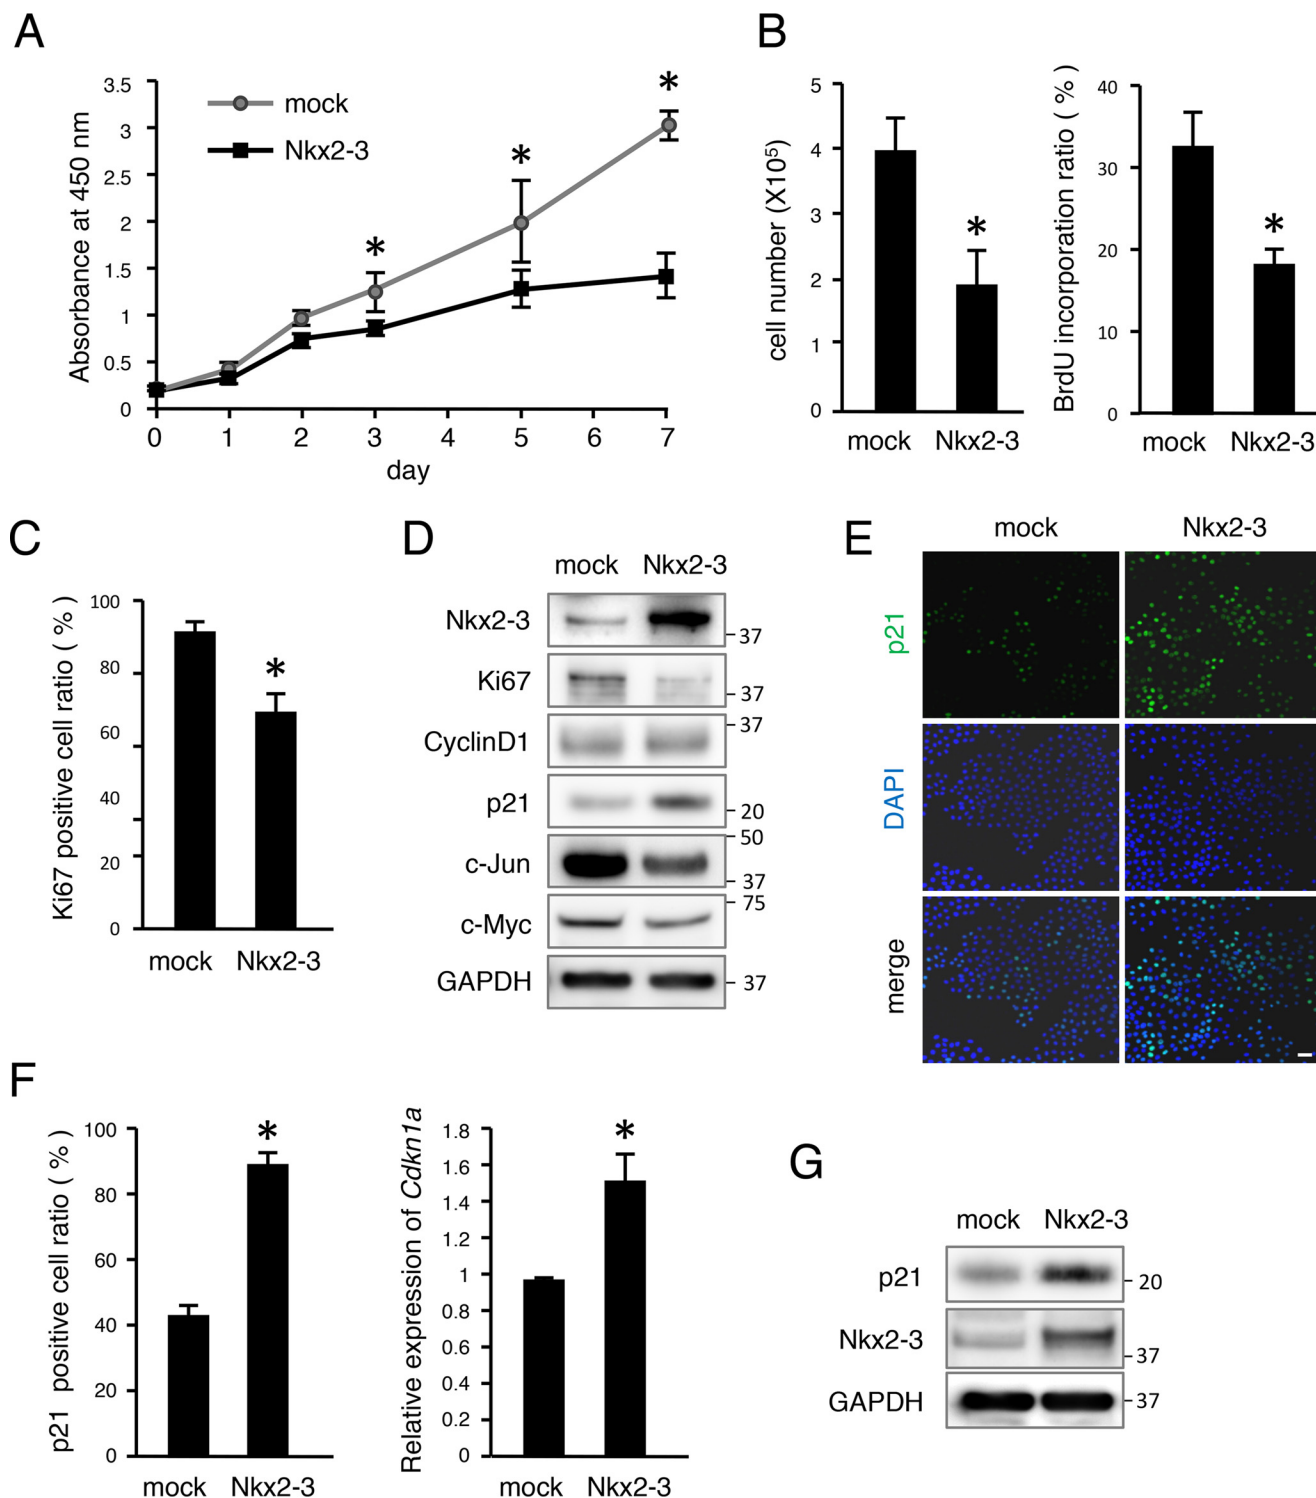 A
Absorbance at 450 nm
3.5
3
2.5
2
1.5
1
0.5
0
mock
Nkx2-3
*
*
*
0 1 2 3 4 5 6 7
day
B
cell number (X10⁵)
5
4
3
2
1
0
*
mock Nkx2-3
BrdU incorporation ratio ( % )
40
30
20
10
0
*
mock Nkx2-3
C
Ki67 positive cell ratio ( % )
100
80
60
40
20
0
*
mock Nkx2-3
D
mock Nkx2-3
Nkx2-3 37
Ki67 37
CyclinD1 37
p21 20
c-Jun 50 37
c-Myc 75
GAPDH 37
E
mock Nkx2-3
p21
DAPI
merge
F
p21 positive cell ratio ( % )
100
80
60
40
20
0
*
mock Nkx2-3
Relative expression of Cdkn1a
1.8
1.6
1.4
1.2
1
0.8
0.6
0.4
0.2
0
*
mock Nkx2-3
G
mock Nkx2-3
p21 20
Nkx2-3 37
GAPDH 37